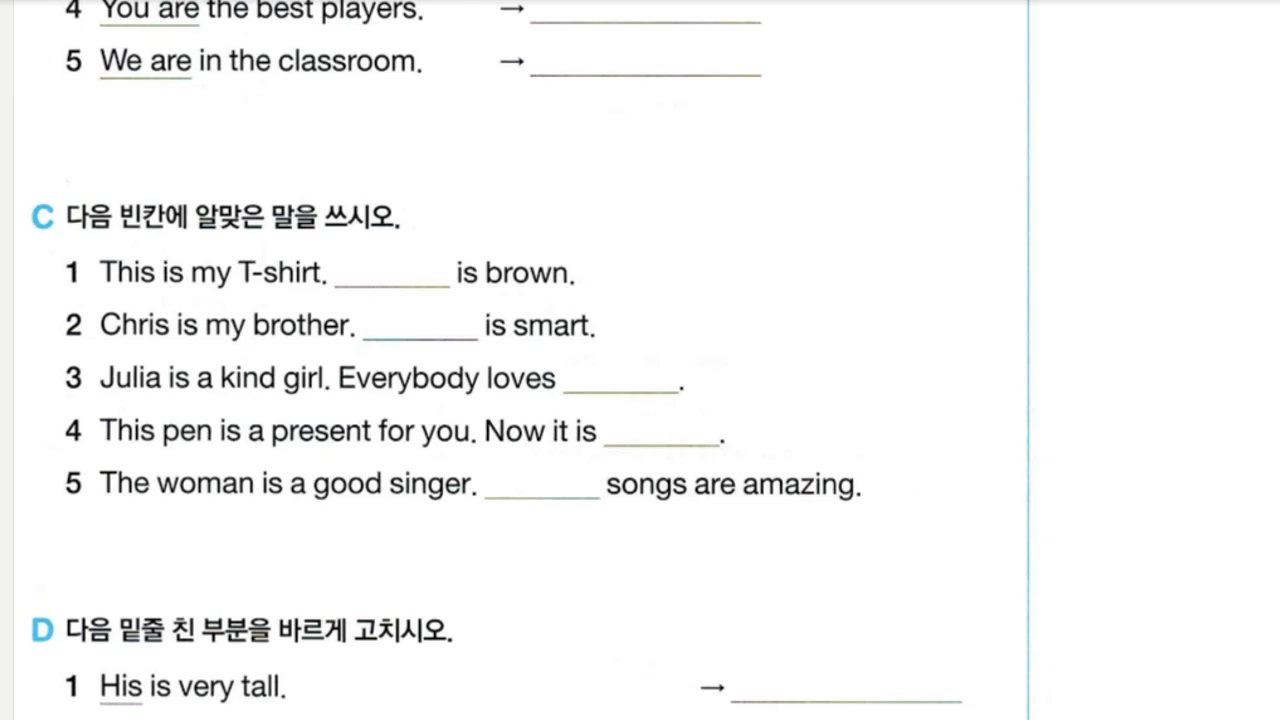 4 You are the best players. → ____________
5 We are in the classroom. → ____________
C 다음 빈칸에 알맞은 말을 쓰시오.
1 This is my T-shirt. ________ is brown.
2 Chris is my brother. ________ is smart.
3 Julia is a kind girl. Everybody loves ________.
4 This pen is a present for you. Now it is ________.
5 The woman is a good singer. ________ songs are amazing.
D 다음 밑줄 친 부분을 바르게 고치시오.
1 His is very tall. → ____________